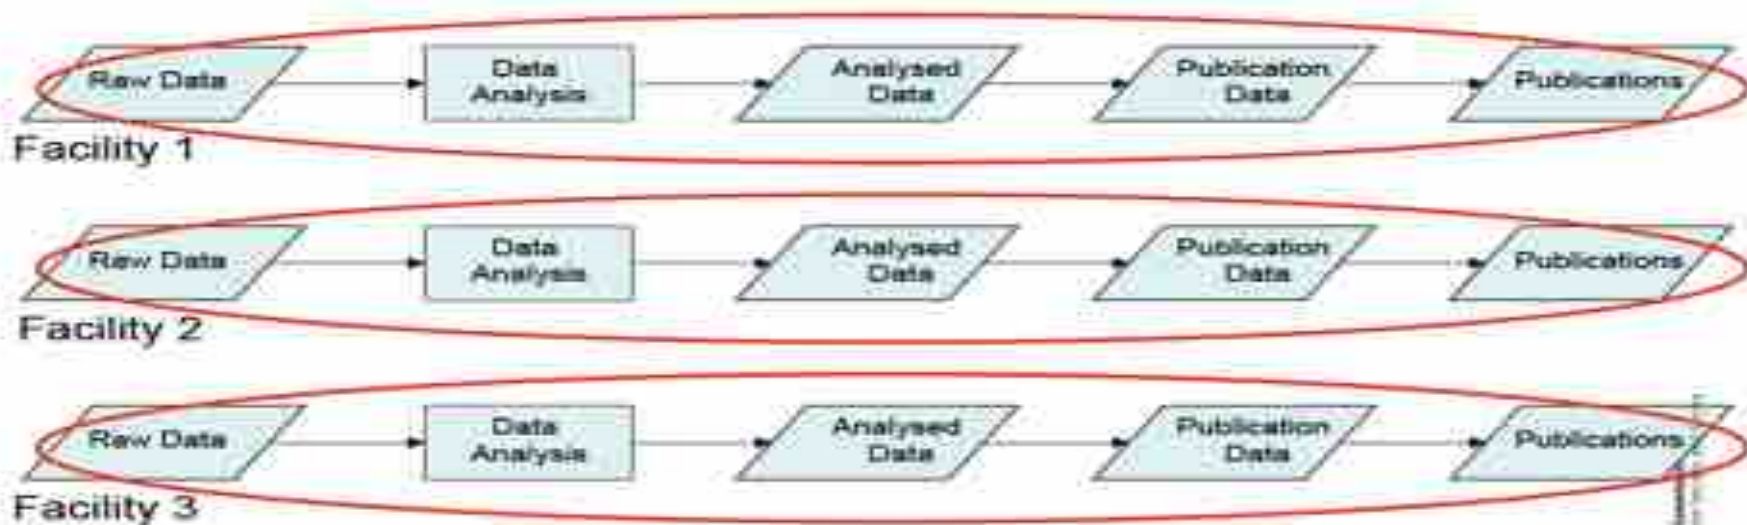 Raw Data
Data
Analysis
Analysed
Data
Publication
Data
Publications
Facility 1
Raw Data
Data
Analysis
Analysed
Data
Publication
Data
Publications
Facility 2
Raw Data
Data
Analysis
Analysed
Data
Publication
Data
Publications
Facility 3